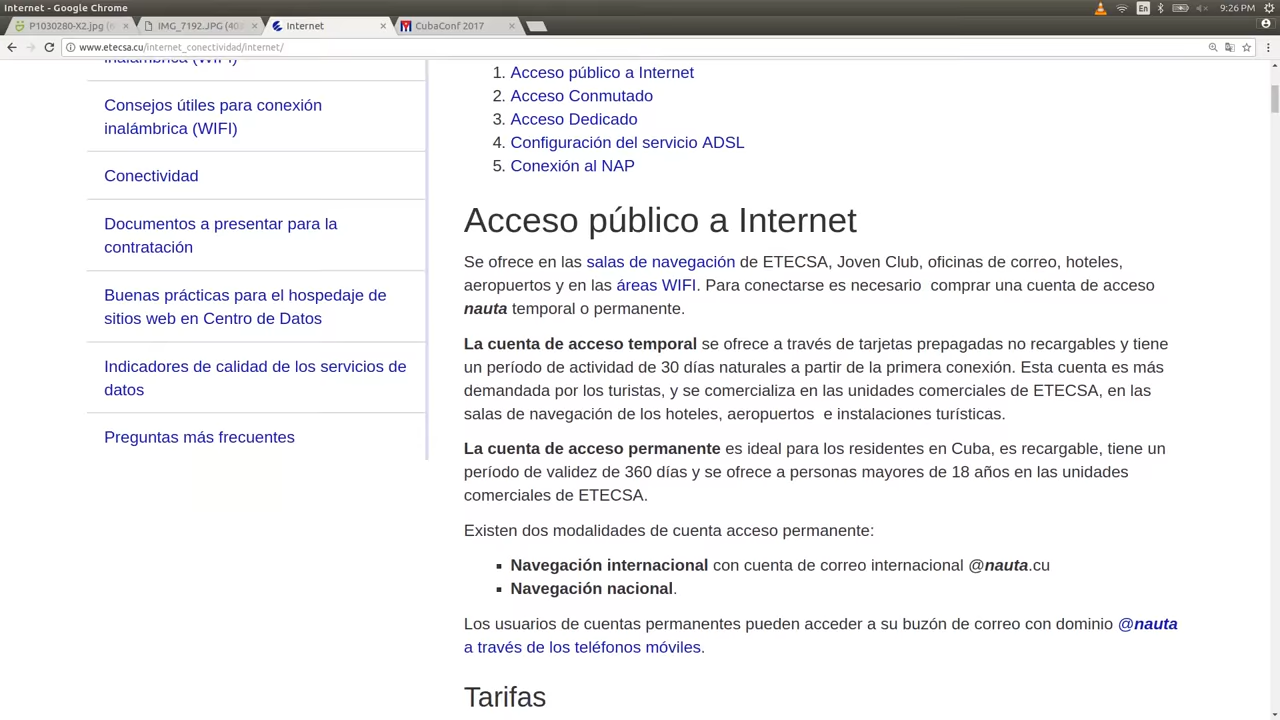 Internet - Google Chrome
En
9:26 PM
P1030280-X2.jpg (6
IMG_7192.JPG (402
Internet
CubaConf 2017
www.etecsa.cu/internet_conectividad/internet/
inalámbrica (WIFI)
Consejos útiles para conexión
inalámbrica (WIFI)
Conectividad
Documentos a presentar para la
contratación
Buenas prácticas para el hospedaje de
sitios web en Centro de Datos
Indicadores de calidad de los servicios de
datos
Preguntas más frecuentes
1. Acceso público a Internet
2. Acceso Conmutado
3. Acceso Dedicado
4. Configuración del servicio ADSL
5. Conexión al NAP
Acceso público a Internet
Se ofrece en las salas de navegación de ETECSA, Joven Club, oficinas de correo, hoteles,
aeropuertos y en las áreas WIFI. Para conectarse es necesario comprar una cuenta de acceso
nauta temporal o permanente.
La cuenta de acceso temporal se ofrece a través de tarjetas prepagadas no recargables y tiene
un período de actividad de 30 días naturales a partir de la primera conexión. Esta cuenta es más
demandada por los turistas, y se comercializa en las unidades comerciales de ETECSA, en las
salas de navegación de los hoteles, aeropuertos e instalaciones turísticas.
La cuenta de acceso permanente es ideal para los residentes en Cuba, es recargable, tiene un
período de validez de 360 días y se ofrece a personas mayores de 18 años en las unidades
comerciales de ETECSA.
Existen dos modalidades de cuenta acceso permanente:
▪ Navegación internacional con cuenta de correo internacional @nauta.cu
▪ Navegación nacional.
Los usuarios de cuentas permanentes pueden acceder a su buzón de correo con dominio @nauta
a través de los teléfonos móviles.
Tarifas